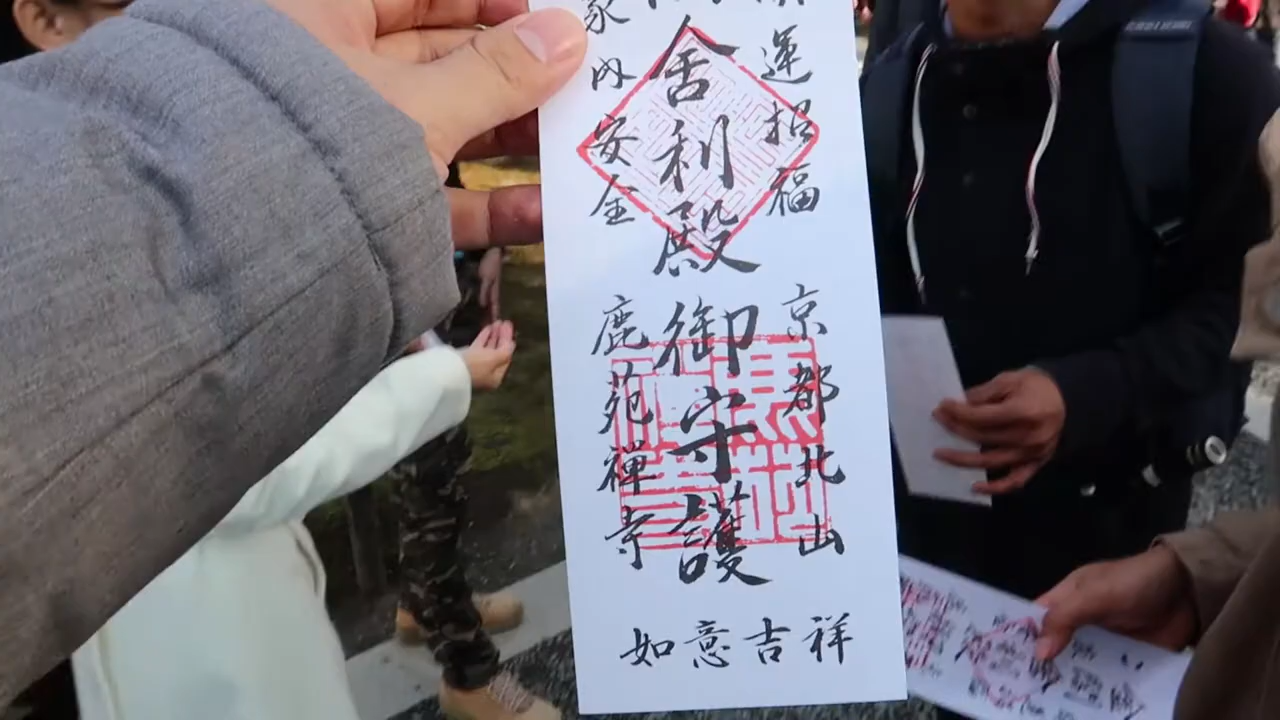 運招福
舎利殿
家内安全
京都北山
御守護
鹿苑禅寺
如意吉祥